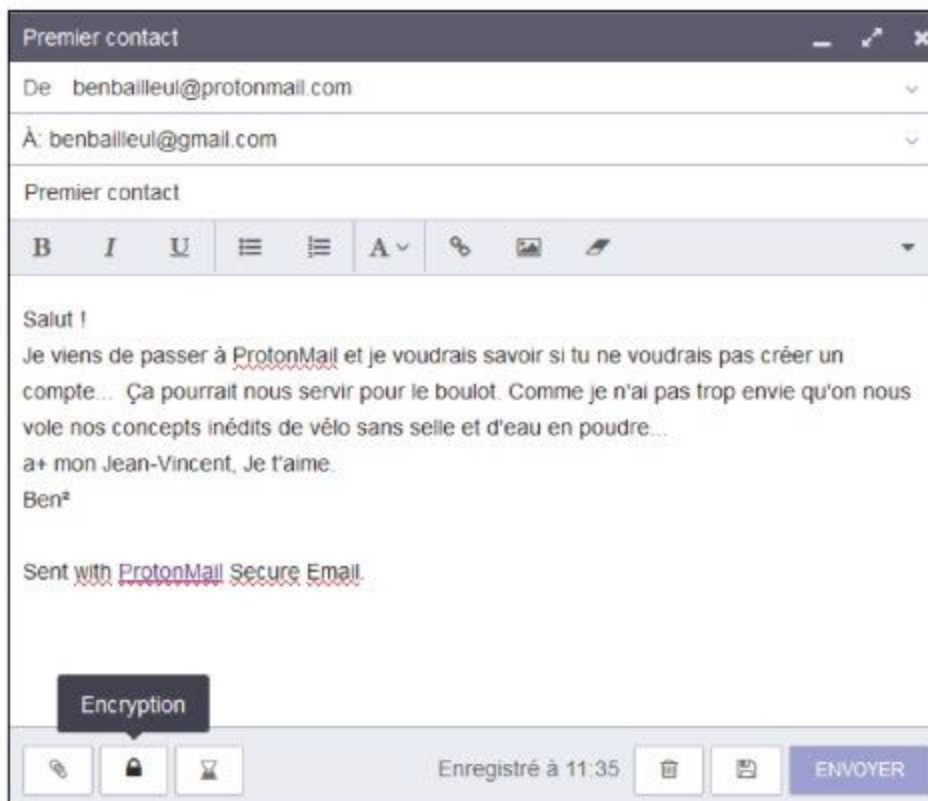 Premier contact
De benbailleul@protonmail.com
À: benbailleul@gmail.com
Premier contact
B I U A
Salut !
Je viens de passer à ProtonMail et je voudrais savoir si tu ne voudrais pas créer un
compte... Ça pourrait nous servir pour le boulot. Comme je n'ai pas trop envie qu'on nous
vole nos concepts inédits de vélo sans selle et d'eau en poudre...
a+ mon Jean-Vincent, Je t'aime.
Ben²
Sent with ProtonMail Secure Email.
Encryption
Enregistré à 11:35
ENVOYER